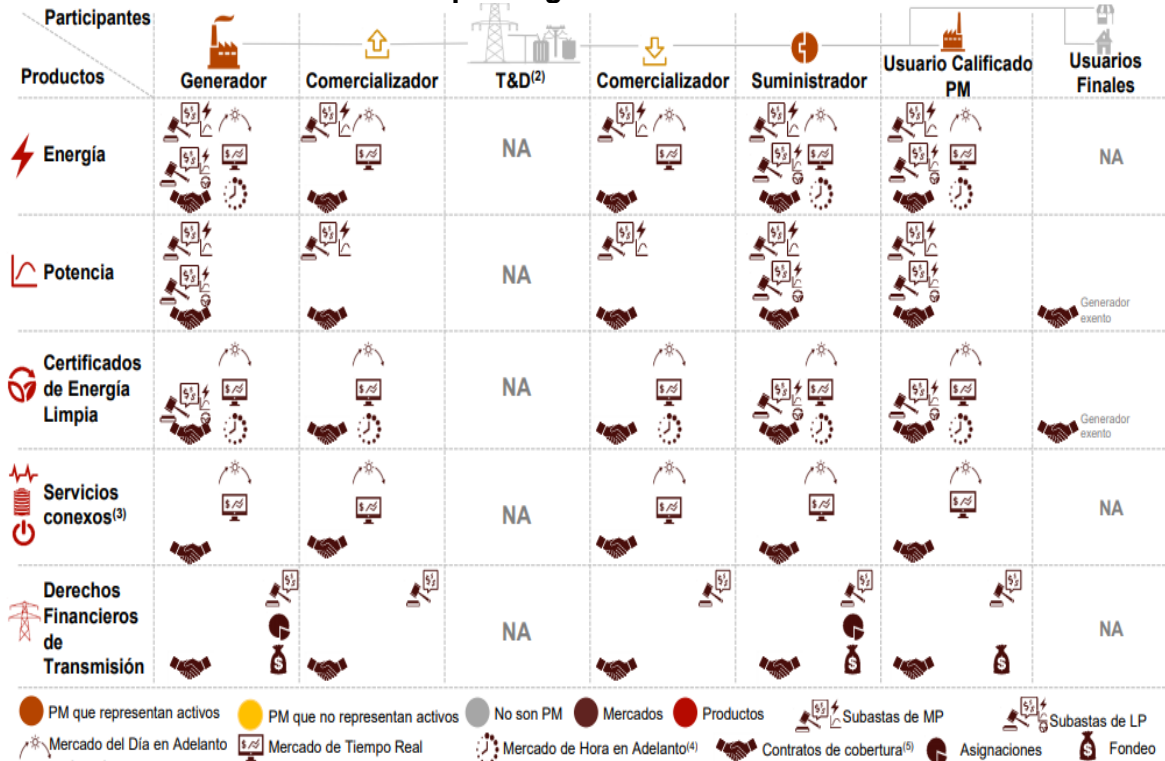 Participantes
Productos
Generador
Comercializador
T&D(2)
Comercializador
Suministrador
Usuario Calificado
PM
Usuarios
Finales
Energía
NA
NA
Potencia
NA
Generador
exento
Certificados
de Energía
Limpia
NA
Generador
exento
Servicios
conexos(3)
NA
NA
Derechos
Financieros
de
Transmisión
NA
NA
PM que representan activos
PM que no representan activos
No son PM
Mercados
Productos
Subastas de MP
Subastas de LP
Mercado del Día en Adelanto
Mercado de Tiempo Real
Mercado de Hora en Adelanto(4)
Contratos de cobertura(5)
Asignaciones
Fondeo